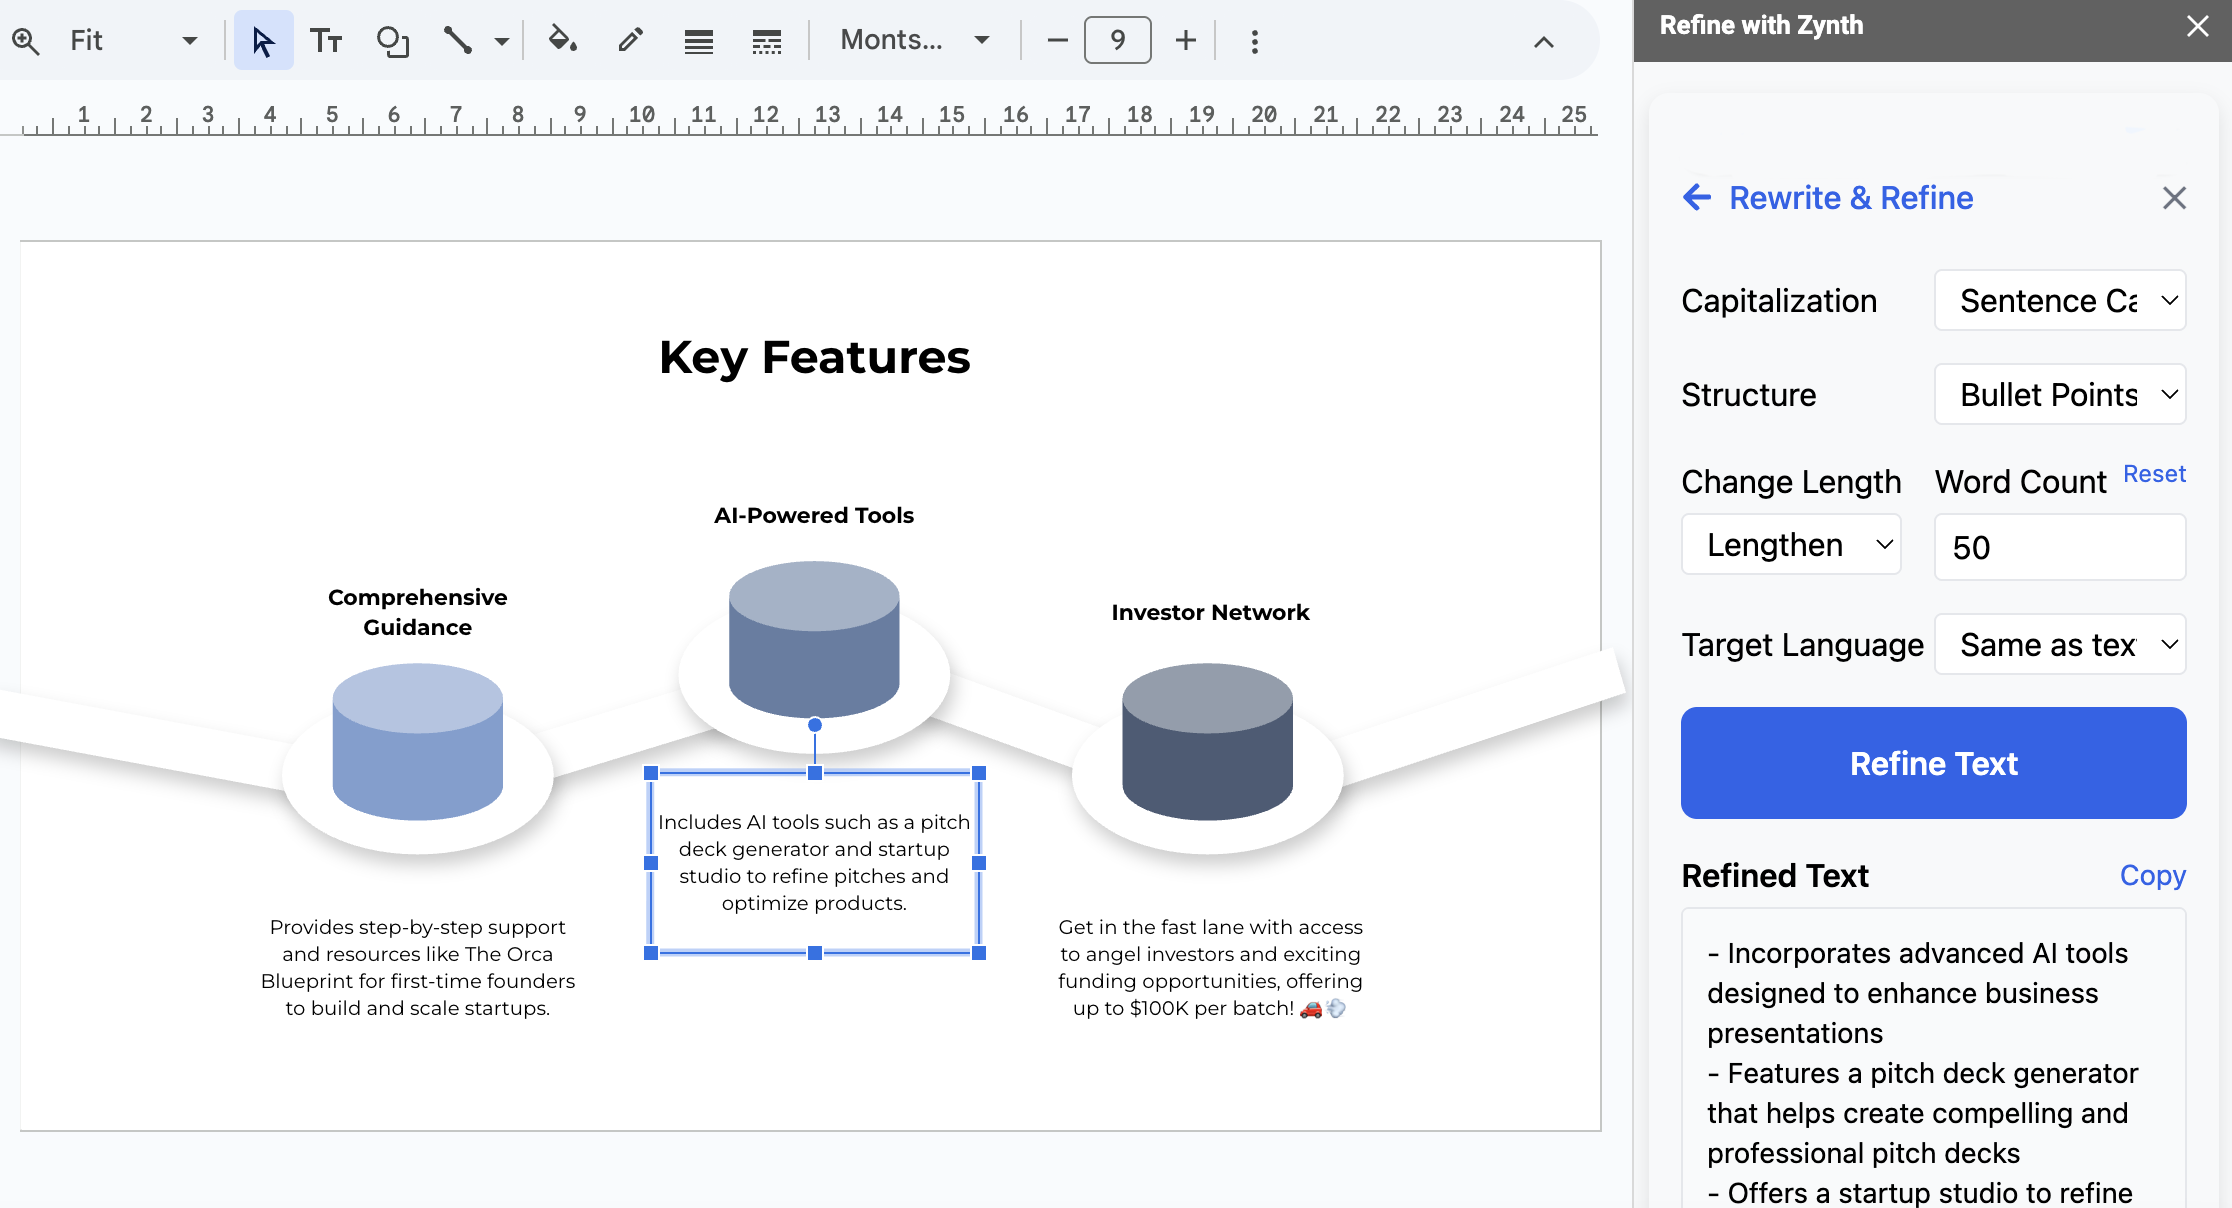 Fit
Monts...
9
1 2 3 4 5 6 7 8 9 10 11 12 13 14 15 16 17 18 19 20 21 22 23 24 25
Key Features
AI-Powered Tools
Comprehensive
Guidance
Investor Network
Includes AI tools such as a pitch
deck generator and startup
studio to refine pitches and
optimize products.
Provides step-by-step support
and resources like The Orca
Blueprint for first-time founders
to build and scale startups.
Get in the fast lane with access
to angel investors and exciting
funding opportunities, offering
up to $100K per batch! 🚗💨
Refine with Zynth
Rewrite & Refine
Capitalization
Sentence Ca
Structure
Bullet Points
Change Length
Word Count
Reset
Lengthen
50
Target Language
Same as tex
Refine Text
Refined Text
Copy
- Incorporates advanced AI tools
designed to enhance business
presentations
- Features a pitch deck generator
that helps create compelling and
professional pitch decks
- Offers a startup studio to refine